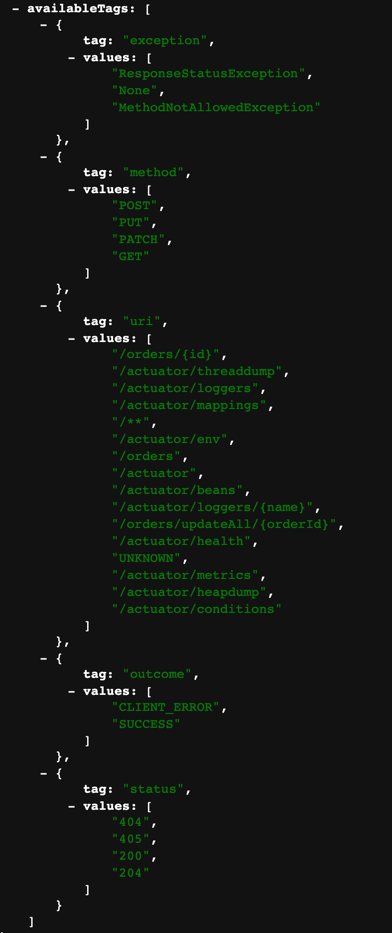 - availableTags: [
- {
tag: "exception",
- values: [
"ResponseStatusException",
"None",
"MethodNotAllowedException"
]
},
- {
tag: "method",
- values: [
"POST",
"PUT",
"PATCH",
"GET"
]
},
- {
tag: "uri",
- values: [
"/orders/{id}",
"/actuator/threaddump",
"/actuator/loggers",
"/actuator/mappings",
"/**",
"/actuator/env",
"/orders",
"/actuator",
"/actuator/beans",
"/actuator/loggers/{name}",
"/orders/updateAll/{orderId}",
"/actuator/health",
"UNKNOWN",
"/actuator/metrics",
"/actuator/heapdump",
"/actuator/conditions"
]
},
- {
tag: "outcome",
- values: [
"CLIENT_ERROR",
"SUCCESS"
]
},
- {
tag: "status",
- values: [
"404",
"405",
"200",
"204"
]
}
]